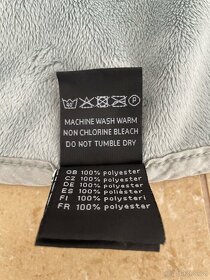 P
MACHINE WASH WARM
NON CHLORINE BLEACH
DO NOT TUMBLE DRY
GB 100% polyester
CZ 100% polyester
DE 100% polyester
ES 100% poliéster
FI 100% polyesteri
FR 100% polyester